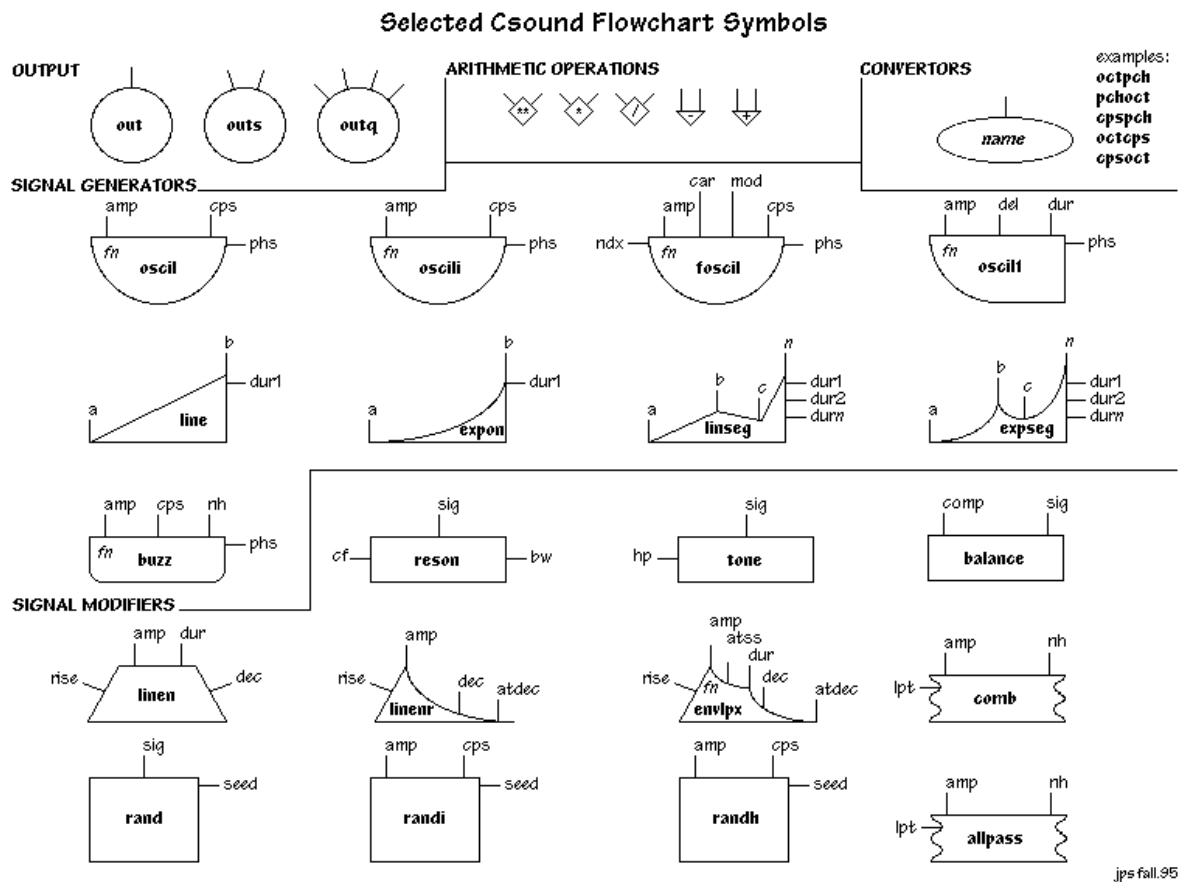 Selected Csound Flowchart Symbols
OUTPUT
out
outs
outq
ARITHMETIC OPERATIONS
** * / - +
CONVERTORS
name
examples:
octpch
pchoct
cpspch
octcps
cpsoct
SIGNAL GENERATORS
amp cps
fn
phs
oscil
amp cps
fn
phs
oscili
car mod
amp cps
ndx
fn
phs
foscil
amp del dur
fn
phs
oscil1
b
dur1
a
line
b
dur1
a
expon
n
b
c
dur1
dur2
durn
a
linseg
n
b
c
dur1
dur2
durn
a
expseg
amp cps nh
fn
phs
buzz
sig
cf
reson
bw
sig
hp
tone
comp sig
balance
SIGNAL MODIFIERS
amp dur
rise
dec
linen
amp
rise
dec
atdec
linenr
amp
atss
dur
rise
fn
dec
atdec
envlpx
amp nh
lpt
comb
sig
seed
rand
amp cps
seed
randi
amp cps
seed
randh
amp nh
lpt
allpass
jps fall.95